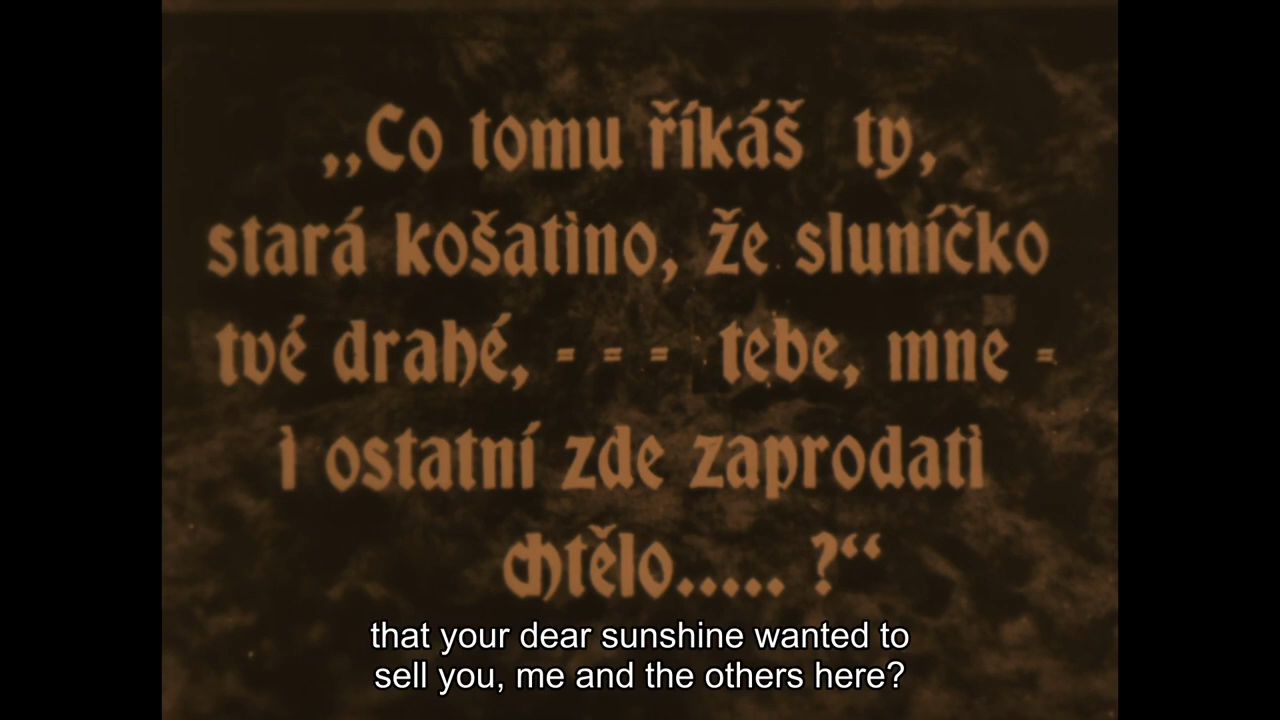 „Co tomu říkáš ty,
stará košatino, že sluníčko
tvé drahé, - - - tebe, mne -
i ostatní zde zaprodati
chtělo..... ?“
that your dear sunshine wanted to
sell you, me and the others here?